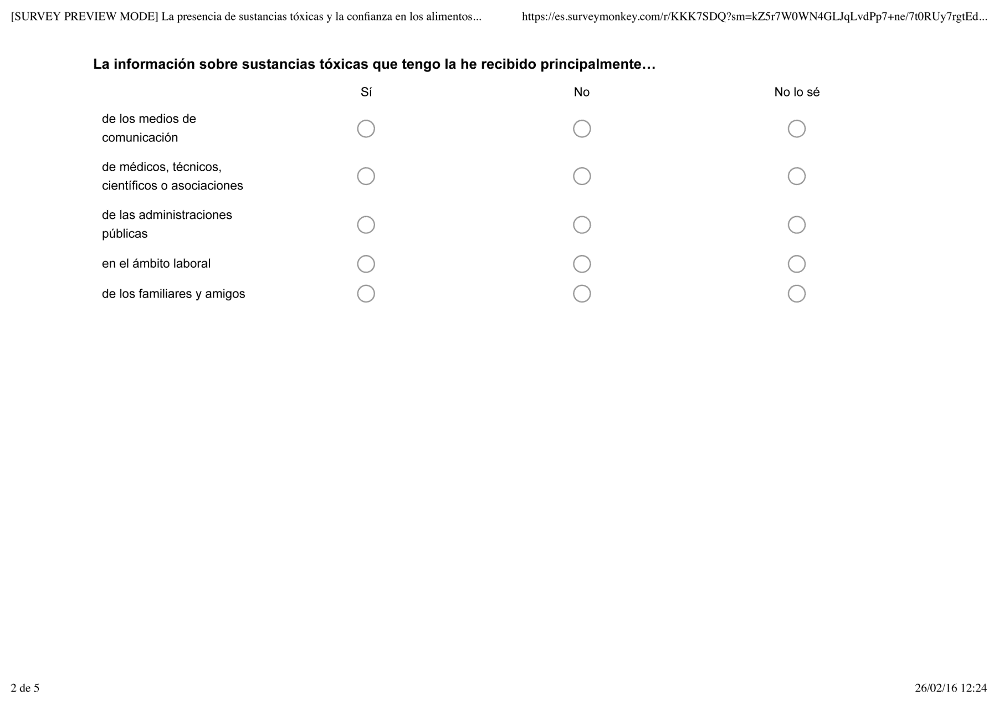 [SURVEY PREVIEW MODE] La presencia de sustancias tóxicas y la confianza en los alimentos... https://es.surveymonkey.com/r/KKK7SDQ?sm=kZ5r7W0WN4GLJqLvdPp7+ne/7t0RUy7rgtEd...
La información sobre sustancias tóxicas que tengo la he recibido principalmente…
Sí No No lo sé
de los medios de
comunicación
de médicos, técnicos,
científicos o asociaciones
de las administraciones
públicas
en el ámbito laboral
de los familiares y amigos
2 de 5 26/02/16 12:24